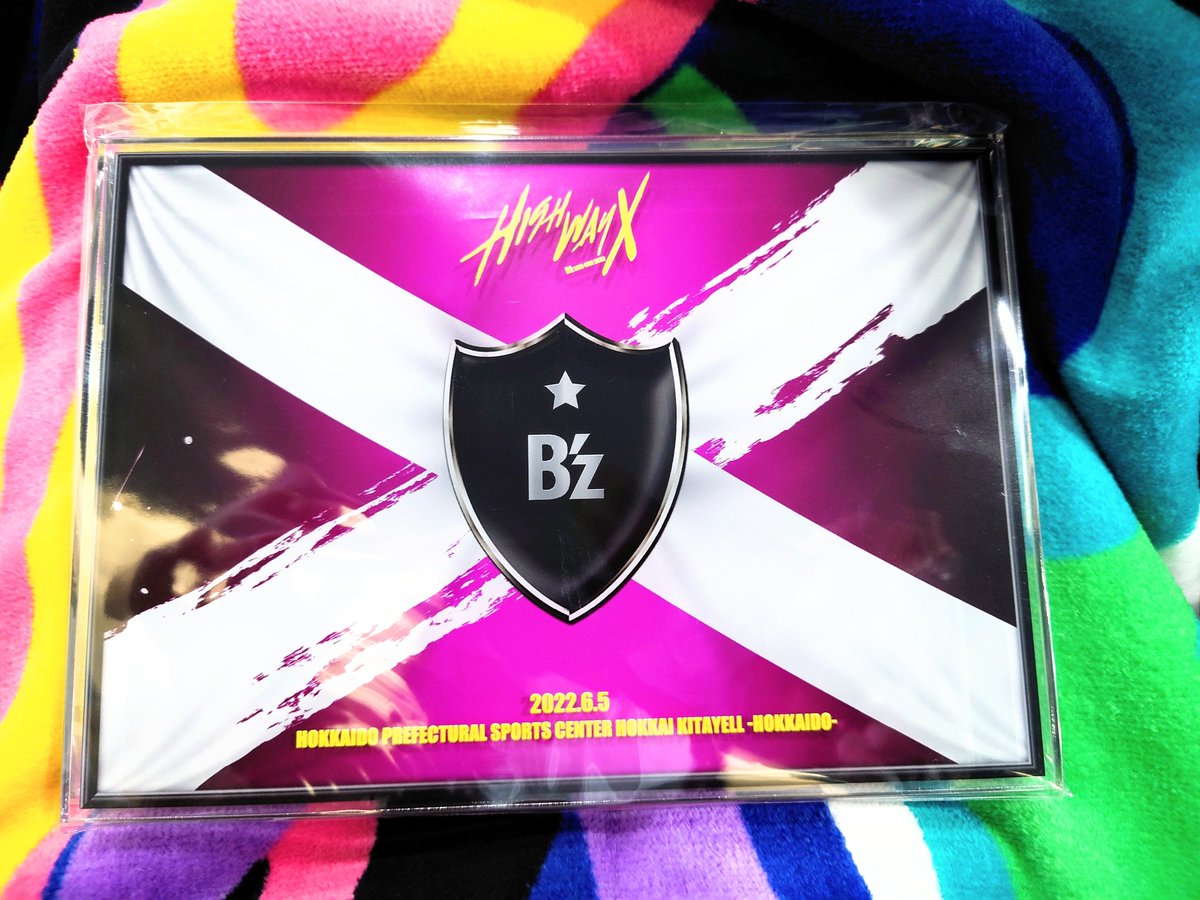 HIGHWAY X
B'z
2022.6.5
HOKKAIDO PREFECTURAL SPORTS CENTER HOKKAI KITAYELL -HOKKAIDO-